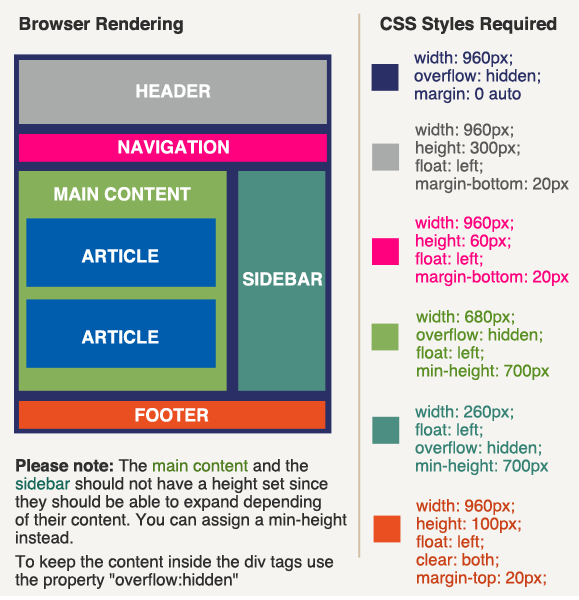 Browser Rendering
HEADER
NAVIGATION
MAIN CONTENT
ARTICLE
ARTICLE
SIDEBAR
FOOTER
Please note: The main content and the
sidebar should not have a height set since
they should be able to expand depending
of their content. You can assign a min-height
instead.
To keep the content inside the div tags use
the property "overflow:hidden"
CSS Styles Required
width: 960px;
overflow: hidden;
margin: 0 auto
width: 960px;
height: 300px;
float: left;
margin-bottom: 20px
width: 960px;
height: 60px;
float: left;
margin-bottom: 20px
width: 680px;
overflow: hidden;
float: left;
min-height: 700px
width: 260px;
float: left;
overflow: hidden;
min-height: 700px
width: 960px;
height: 100px;
float: left;
clear: both;
margin-top: 20px;